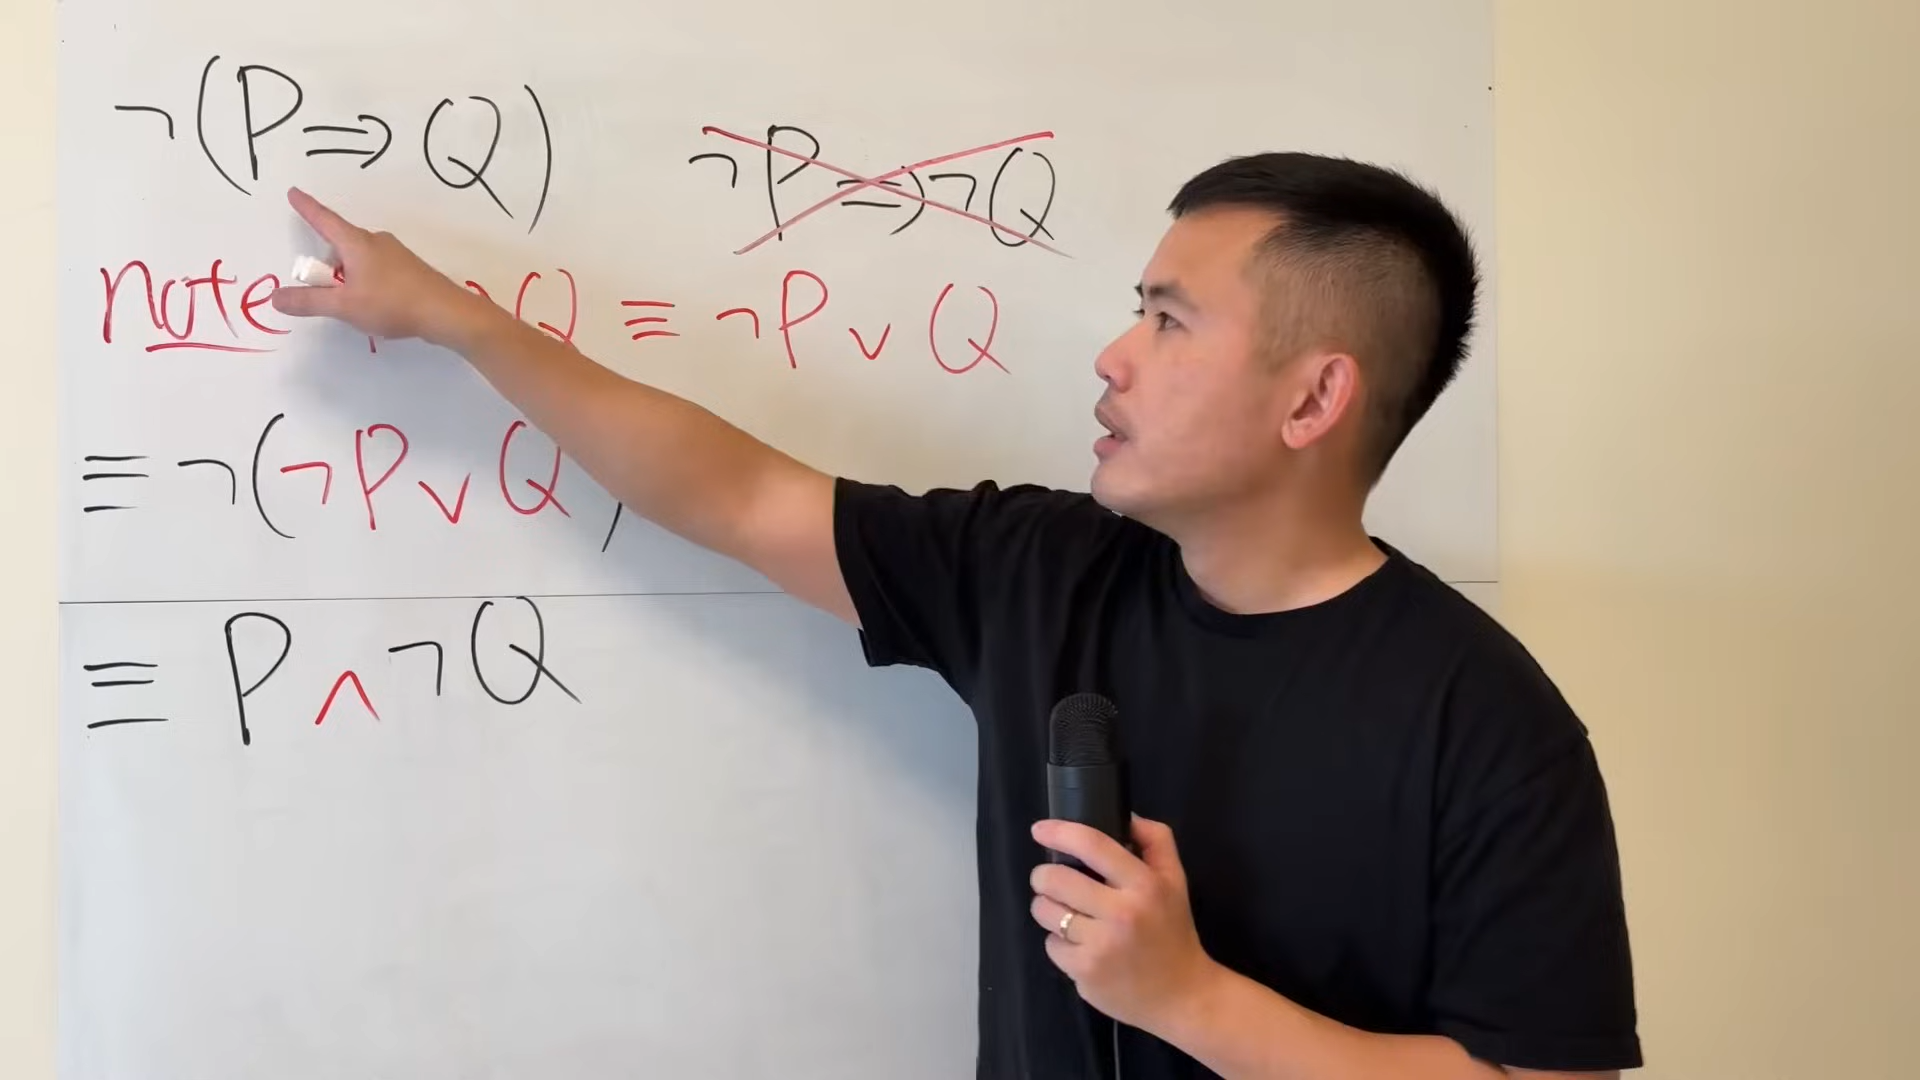 ¬(P⇒Q)
¬P⇒¬Q
note Q ≡ ¬P∨Q
≡ ¬(¬P∨Q)
≡ P∧¬Q